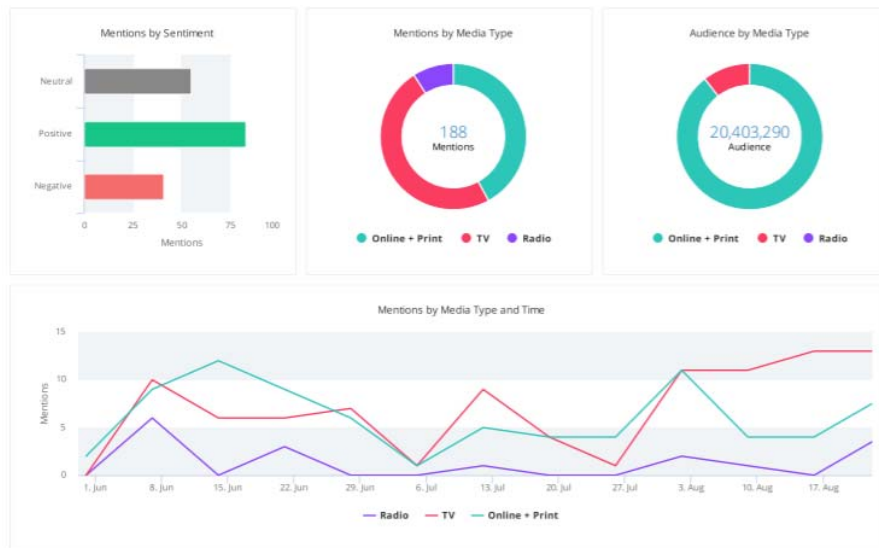 Mentions by Sentiment
Neutral
Positive
Negative
0 25 50 75 100
Mentions
Mentions by Media Type
188
Mentions
Online + Print TV Radio
Audience by Media Type
20,403,290
Audience
Online + Print TV Radio
Mentions by Media Type and Time
15
10
5
0
Mentions
1. Jun 8. Jun 15. Jun 22. Jun 29. Jun 6. Jul 13. Jul 20. Jul 27. Jul 3. Aug 10. Aug 17. Aug
Radio TV Online + Print